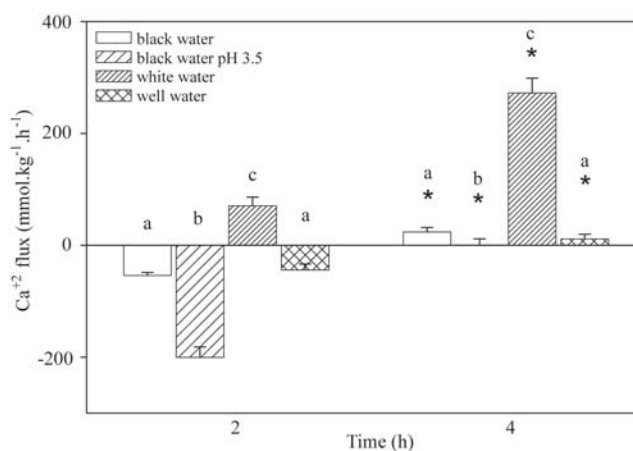 400
200
0
-200
Ca⁺² flux (mmol.kg⁻¹.h⁻¹)
black water
black water pH 3.5
white water
well water
a b c a
a b c a
* * * *
2 4
Time (h)